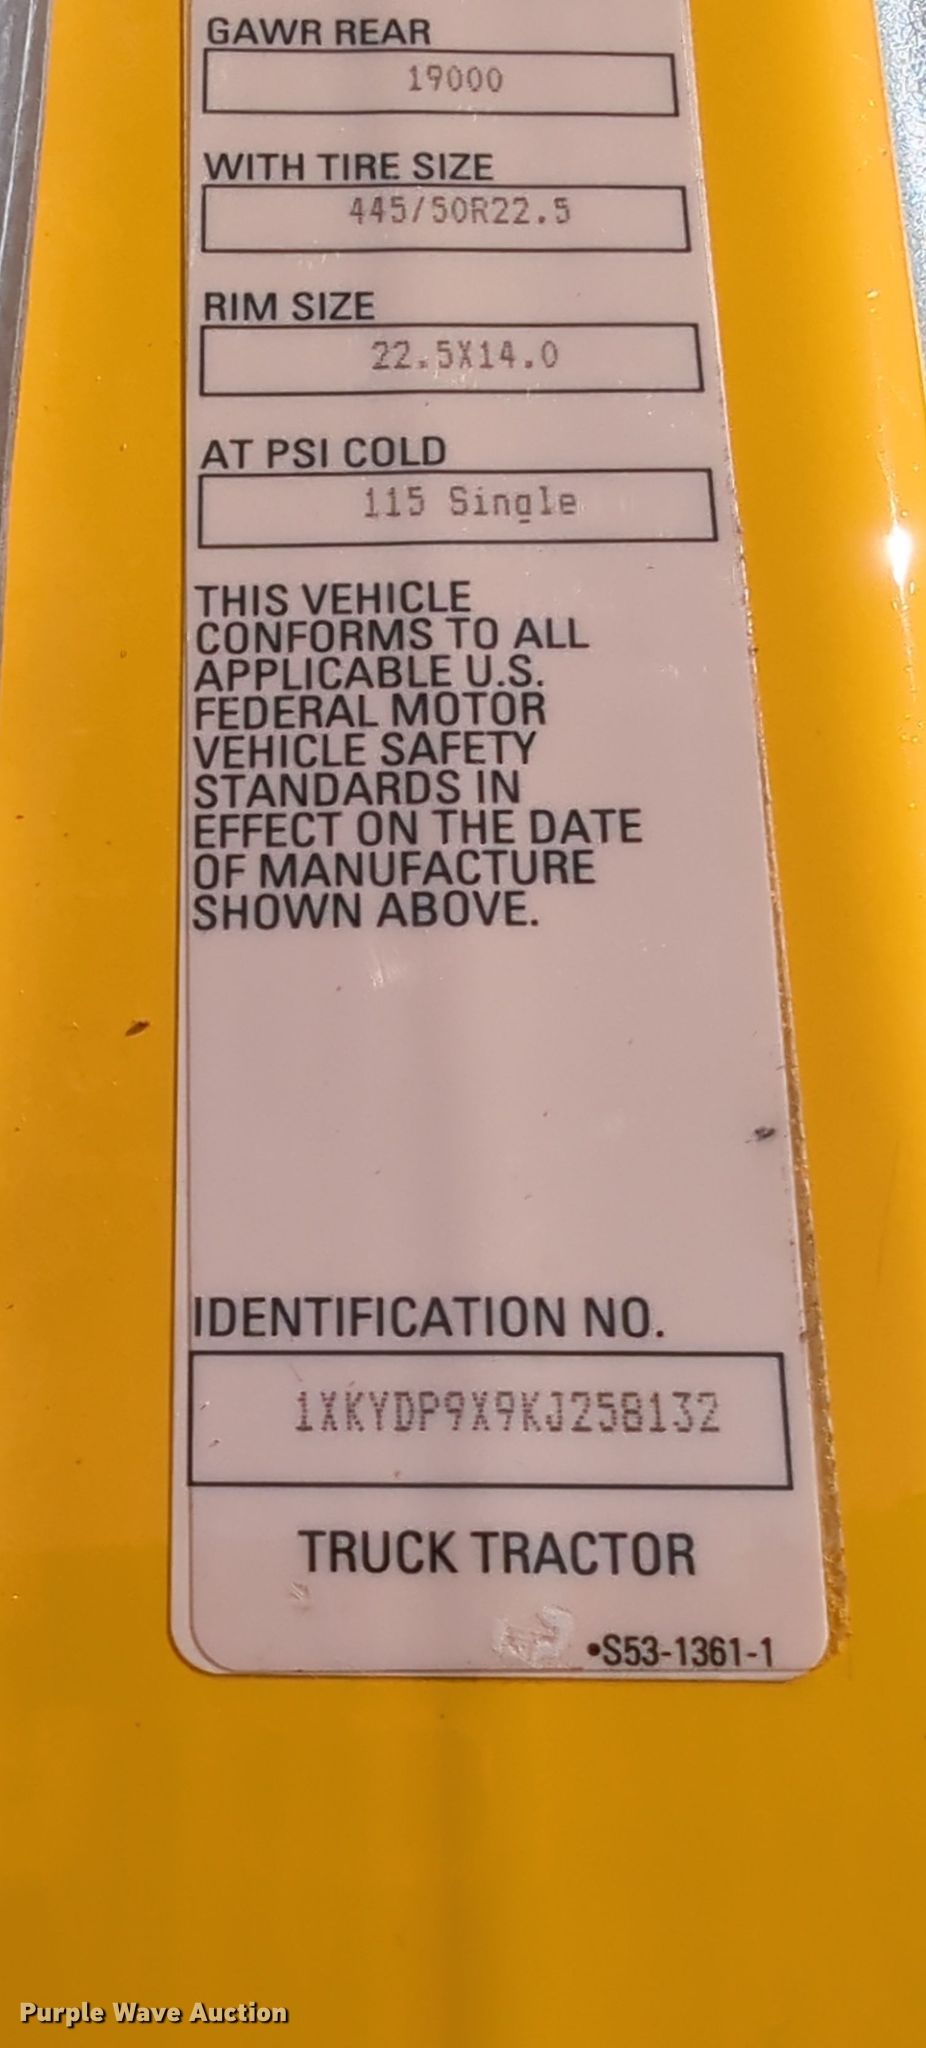 GAWR REAR
19000
WITH TIRE SIZE
445/50R22.5
RIM SIZE
22.5X14.0
AT PSI COLD
115 Single
THIS VEHICLE
CONFORMS TO ALL
APPLICABLE U.S.
FEDERAL MOTOR
VEHICLE SAFETY
STANDARDS IN
EFFECT ON THE DATE
OF MANUFACTURE
SHOWN ABOVE.
IDENTIFICATION NO.
1XKYDP9X9KJ258132
TRUCK TRACTOR
•S53-1361-1
Purple Wave Auction